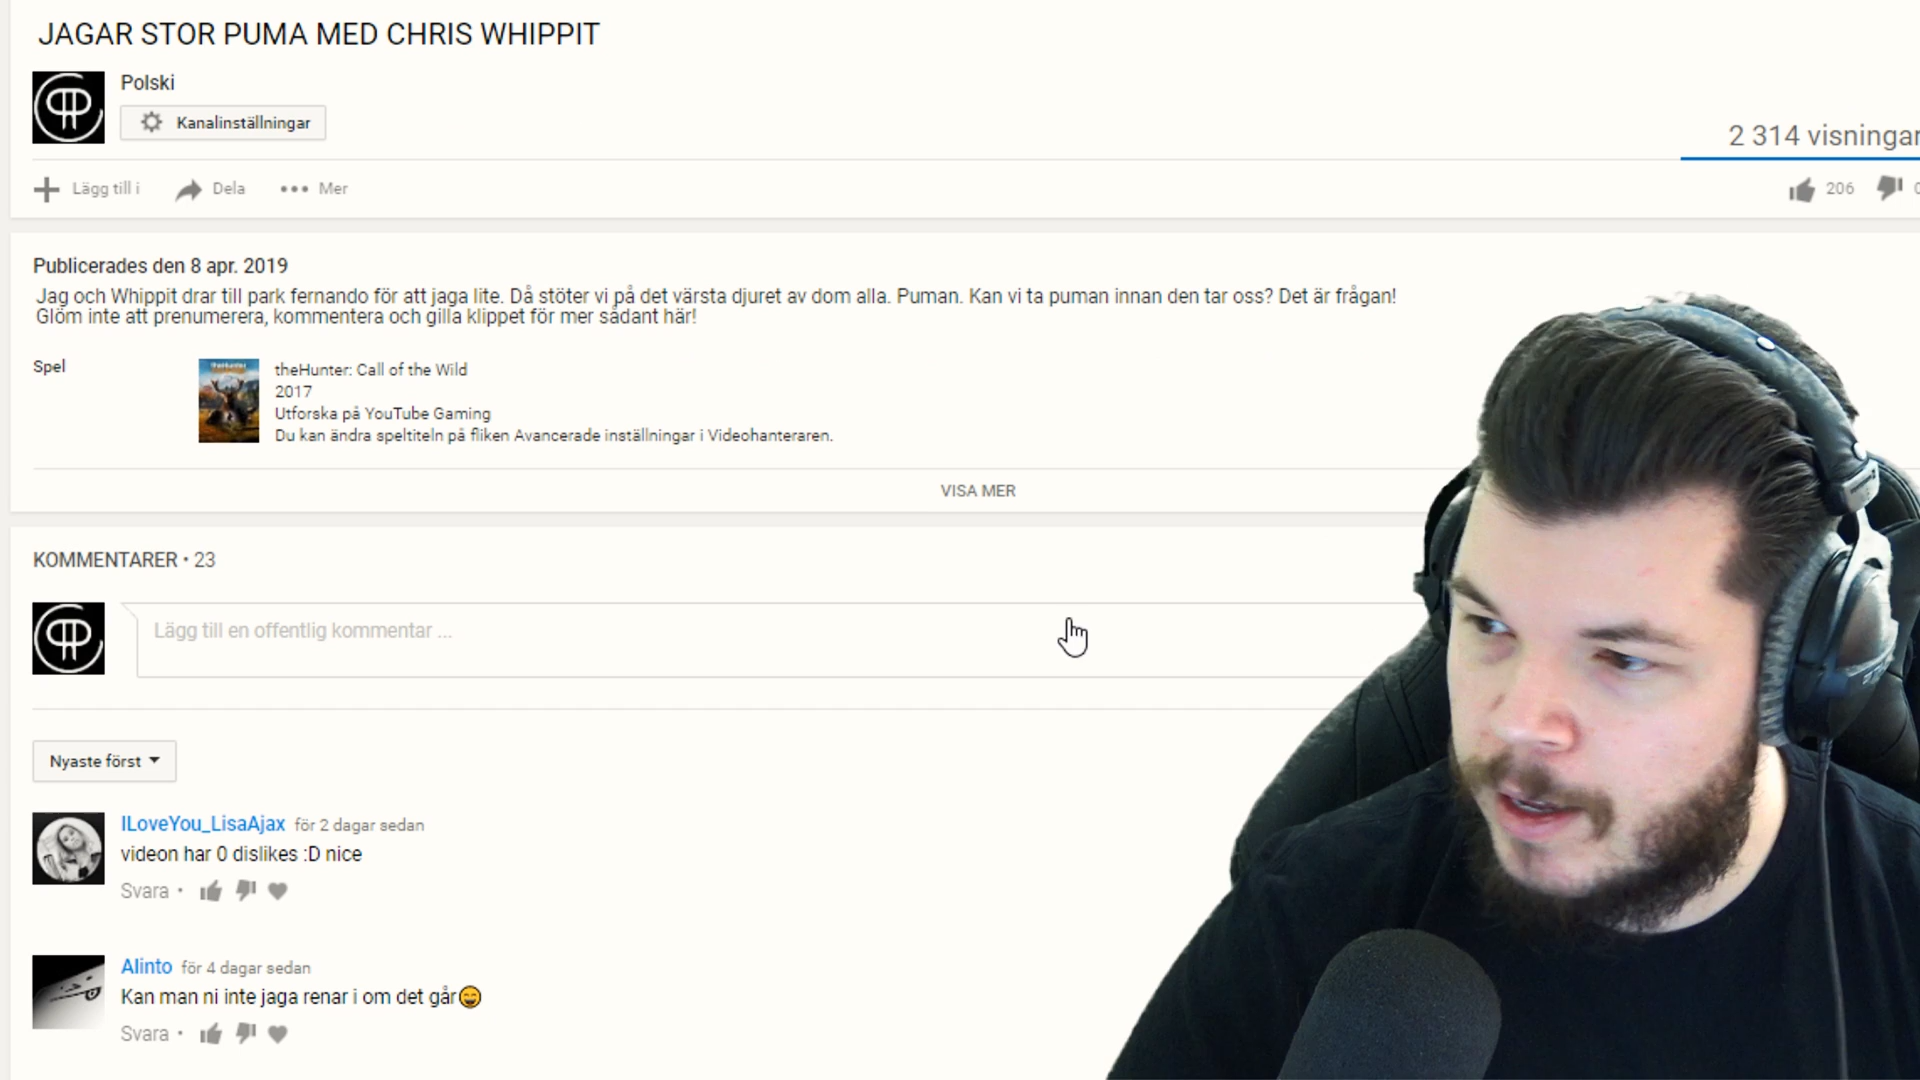 JAGAR STOR PUMA MED CHRIS WHIPPIT
Polski
Kanalinställningar
2 314 visningar
Lägg till i
Dela
Mer
206
0
Publicerades den 8 apr. 2019
Jag och Whippit drar till park fernando för att jaga lite. Då stöter vi på det värsta djuret av dom alla. Puman. Kan vi ta puman innan den tar oss? Det är frågan!
Glöm inte att prenumerera, kommentera och gilla klippet för mer sådant här!
Spel
theHunter: Call of the Wild
2017
Utforska på YouTube Gaming
Du kan ändra speltiteln på fliken Avancerade inställningar i Videohanteraren.
VISA MER
KOMMENTARER • 23
Lägg till en offentlig kommentar ...
Nyaste först
ILoveYou_LisaAjax för 2 dagar sedan
videon har 0 dislikes :D nice
Svara •
Alinto för 4 dagar sedan
Kan man ni inte jaga renar i om det går😄
Svara •